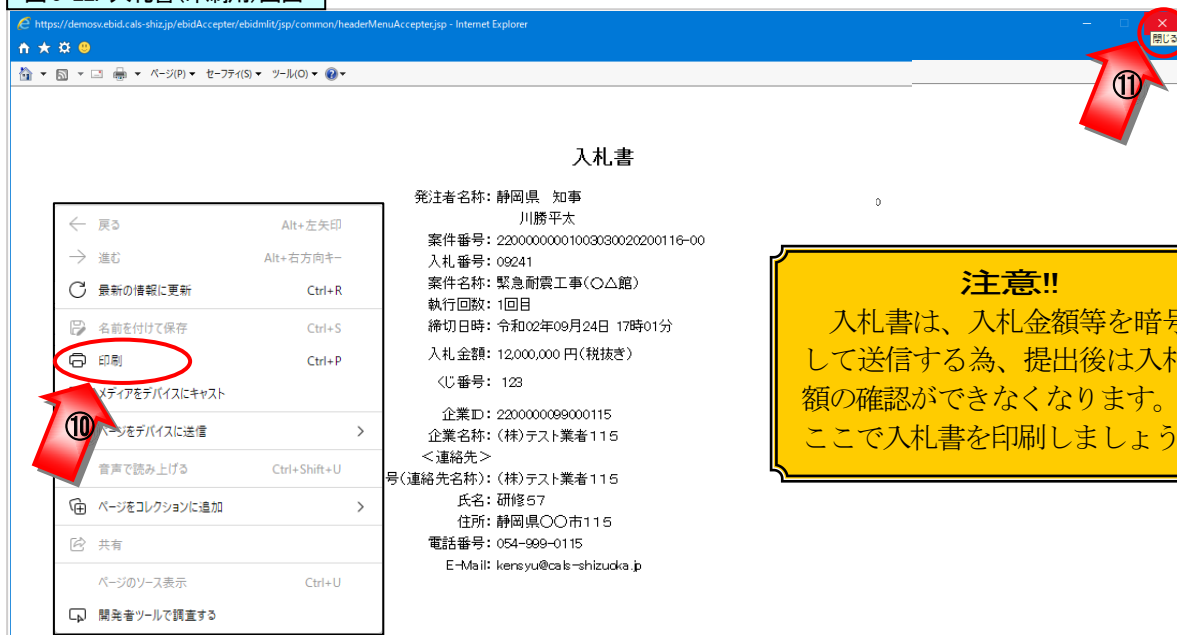 https://demosv.ebid.cals-shiz.jp/ebidAccepter/ebidmlit/jsp/common/headerMenuAccepter.jsp - Internet Explorer
閉じる
ページ(P) セーフティ(S) ツール(O)
⑪
入札書
発注者名称: 静岡県 知事
川勝平太
0
案件番号: 22000000001003030020200116-00
入札番号: 09241
案件名称: 緊急耐震工事(○△館)
執行回数: 1回目
締切日時: 令和02年09月24日 17時01分
入札金額: 12,000,000 円(税抜き)
くじ番号: 123
企業ID: 2200000099000115
企業名称: (株)テスト業者115
<連絡先>
号(連絡先名称): (株)テスト業者115
氏名: 研修57
住所: 静岡県○○市115
電話番号: 054-999-0115
E-Mail: kensyu@cals-shizuoka.jp
戻る Alt+左矢印
進む Alt+右方向キー
最新の情報に更新 Ctrl+R
名前を付けて保存 Ctrl+S
印刷 Ctrl+P
メディアをデバイスにキャスト
⑩
ページをデバイスに送信
音声で読み上げる Ctrl+Shift+U
ページをコレクションに追加
共有
ページのソース表示 Ctrl+U
開発者ツールで調査する
注意!!
入札書は、入札金額等を暗号
して送信する為、提出後は入札
額の確認ができなくなります。
ここで入札書を印刷しましょう